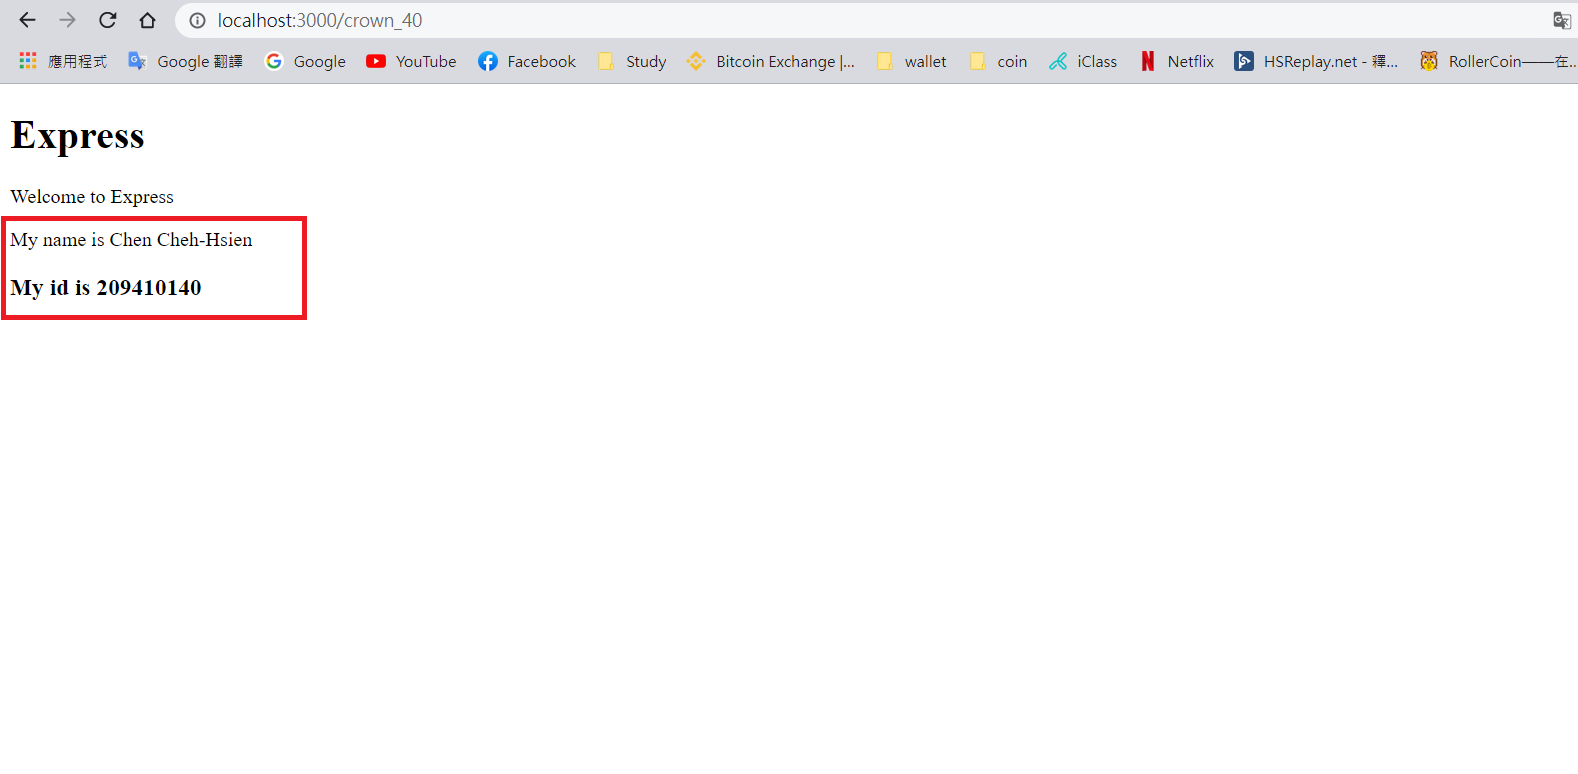 localhost:3000/crown_40
應用程式 Google 翻譯 Google YouTube Facebook Study Bitcoin Exchange |... wallet coin iClass Netflix HSReplay.net - 釋... RollerCoin——在...
Express
Welcome to Express
My name is Chen Cheh-Hsien
My id is 209410140